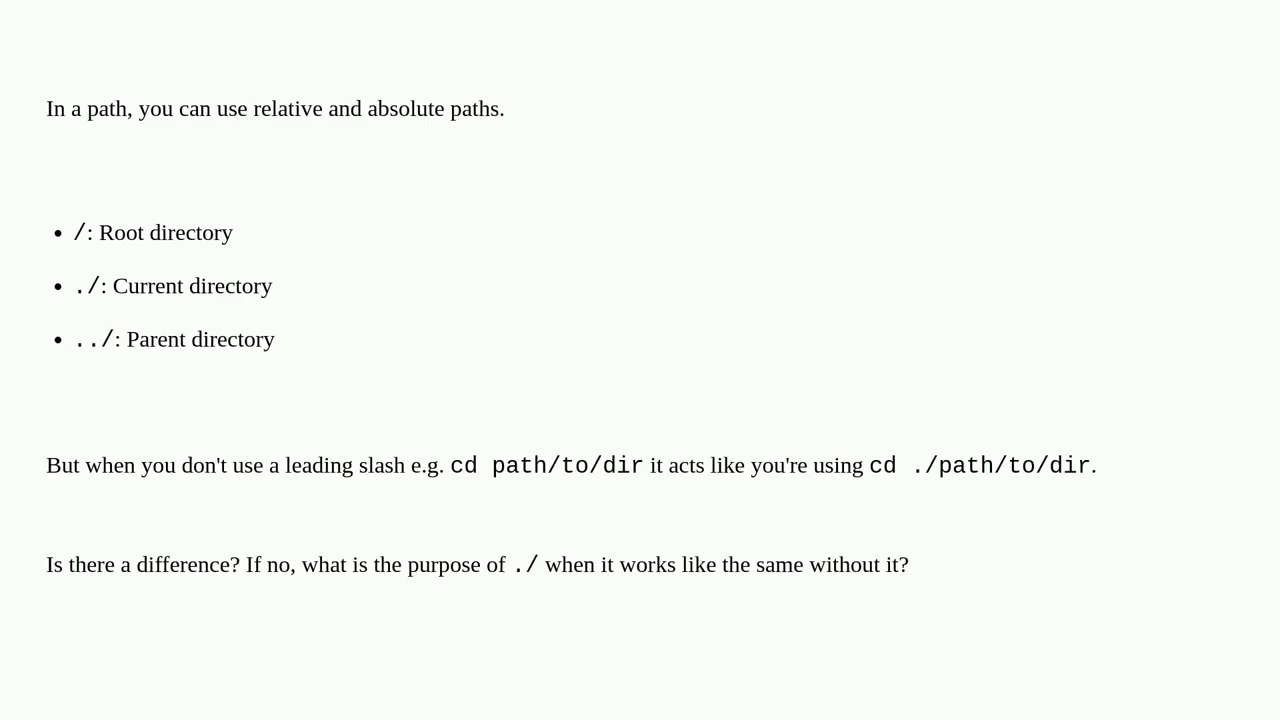 In a path, you can use relative and absolute paths.
• /: Root directory
• ./: Current directory
• ../: Parent directory
But when you don't use a leading slash e.g. cd path/to/dir it acts like you're using cd ./path/to/dir.
Is there a difference? If no, what is the purpose of ./ when it works like the same without it?